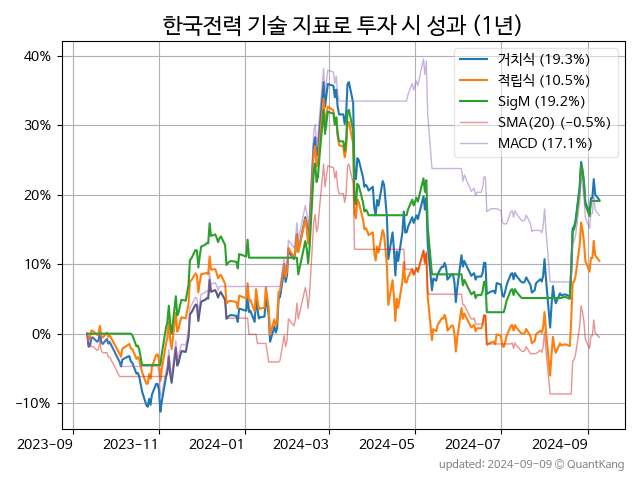 한국전력 기술 지표로 투자 시 성과 (1년)
거치식 (19.3%)
적립식 (10.5%)
SigM (19.2%)
SMA(20) (−0.5%)
MACD (17.1%)
40%
30%
20%
10%
0%
−10%
2023-09 2023-11 2024-01 2024-03 2024-05 2024-07 2024-09
updated: 2024-09-09 © QuantKang